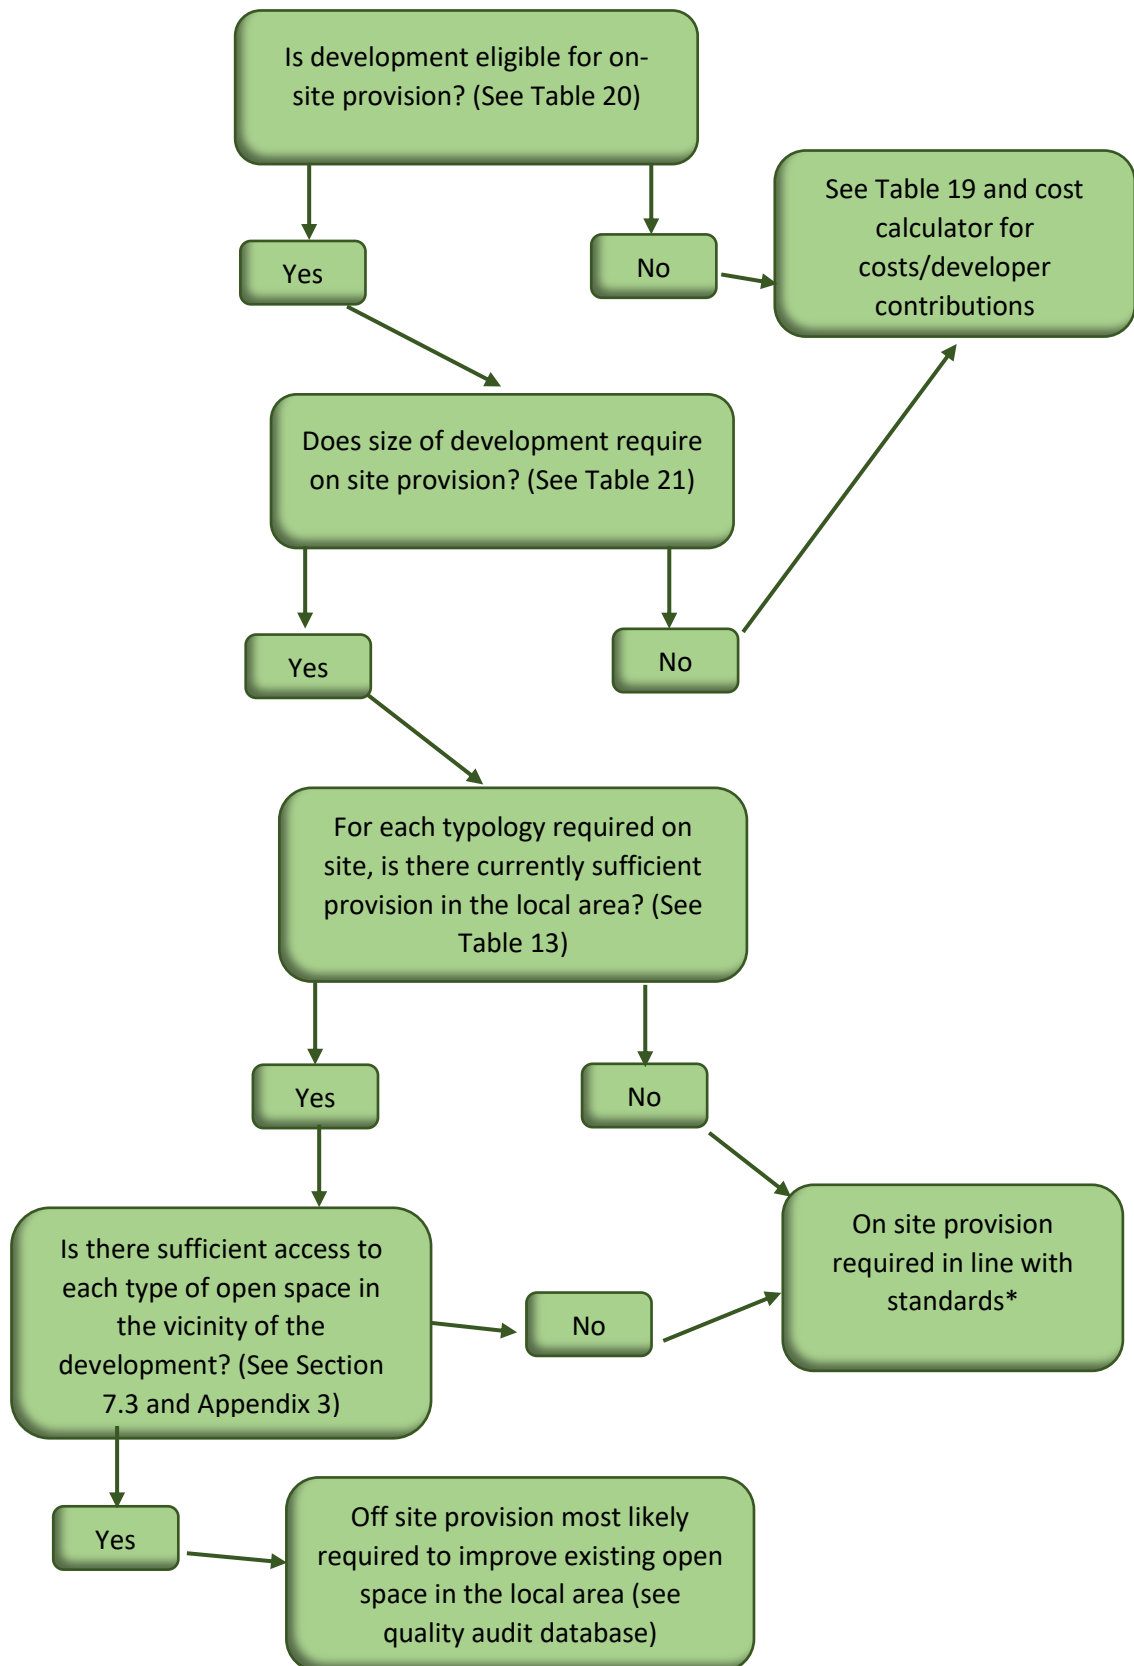 Is development eligible for on-
site provision? (See Table 20)
See Table 19 and cost
calculator for
costs/developer
contributions
Yes
No
Does size of development require
on site provision? (See Table 21)
Yes
No
For each typology required on
site, is there currently sufficient
provision in the local area? (See
Table 13)
Yes
No
Is there sufficient access to
each type of open space in
the vicinity of the
development? (See Section
7.3 and Appendix 3)
No
On site provision
required in line with
standards*
Yes
Off site provision most likely
required to improve existing open
space in the local area (see
quality audit database)